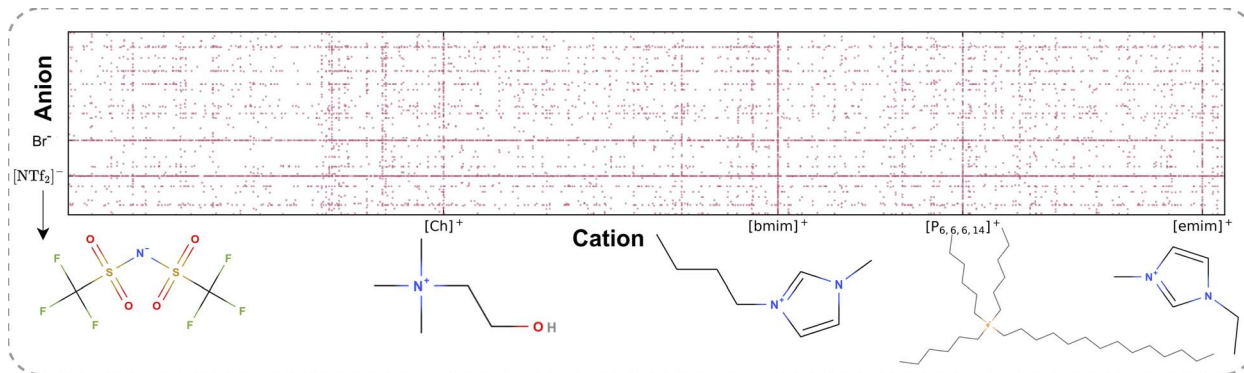 Anion
Br⁻
[NTf₂]⁻
[Ch]⁺
Cation
[bmim]⁺
[P₆,₆,₆,₁₄]⁺
[emim]⁺
O
N⁻
O
F
S
S
F
F
O
O
F
F
F
N⁺
O H
N
N⁺
P⁺
N⁺
N